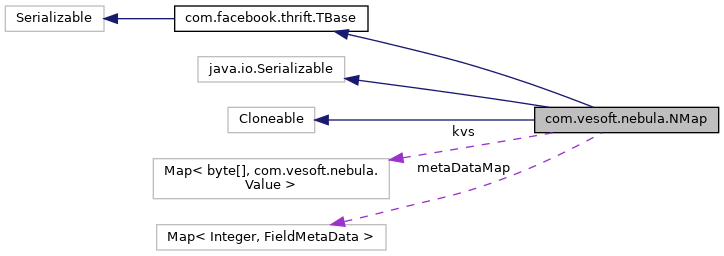 Serializable
com.facebook.thrift.TBase
java.io.Serializable
Cloneable
com.vesoft.nebula.NMap
kvs
Map< byte[], com.vesoft.nebula.
Value >
metaDataMap
Map< Integer, FieldMetaData >